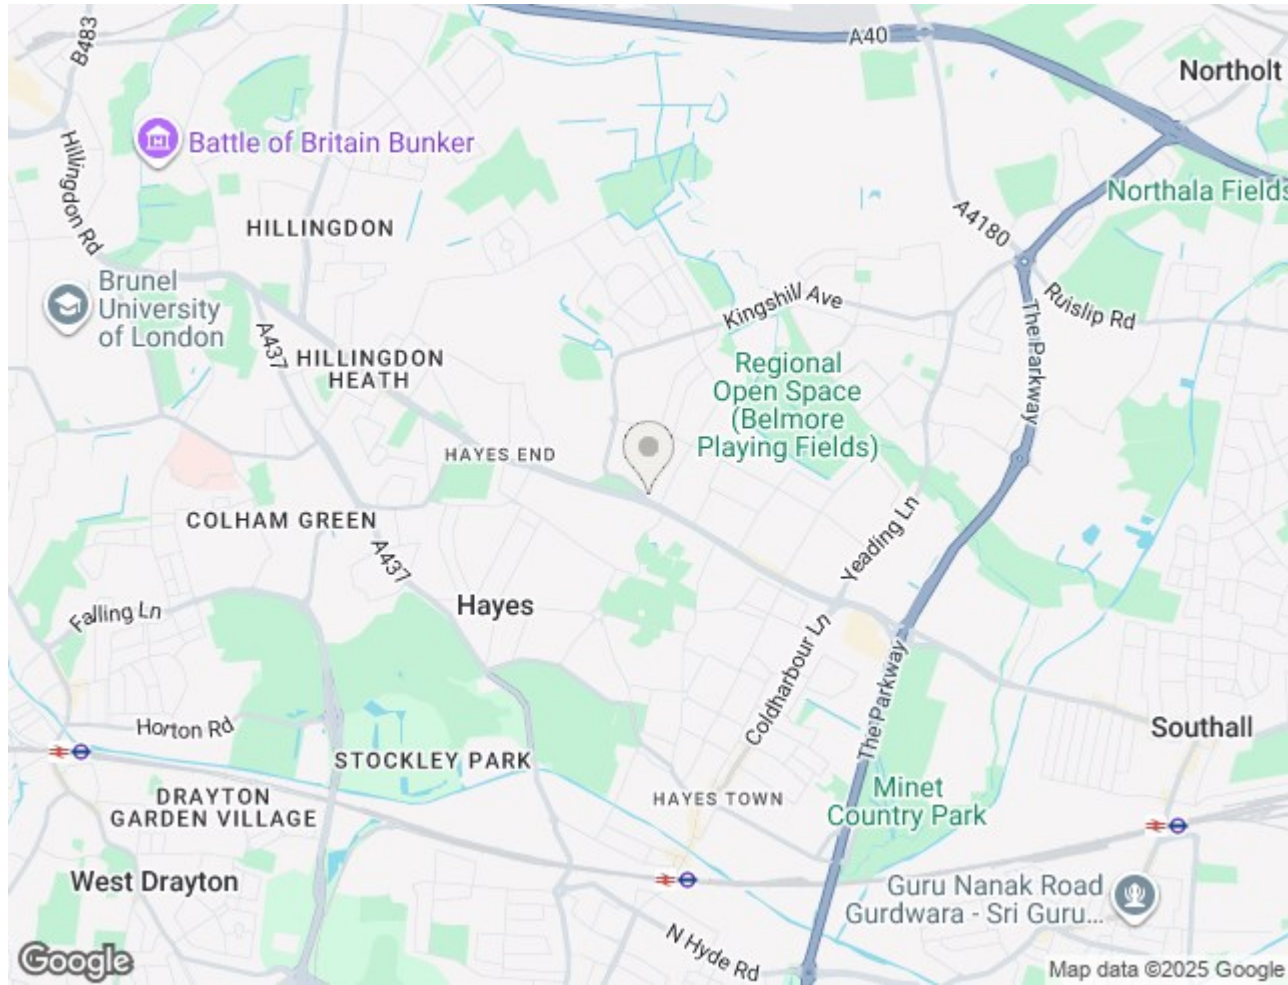 B483
A40
Northolt
Battle of Britain Bunker
Hillingdon Rd
Northala Fields
HILLINGDON
A4180
Brunel
University
of London
Kingshill Ave
Ruislip Rd
A437
The Parkway
HILLINGDON
HEATH
Regional
Open Space
(Belmore
Playing Fields)
HAYES END
COLHAM GREEN
Yeading Ln
A437
Falling Ln
Hayes
Coldharbour Ln
The Parkway
Horton Rd
Southall
STOCKLEY PARK
DRAYTON
GARDEN VILLAGE
HAYES TOWN
Minet
Country Park
West Drayton
Guru Nanak Road
Gurdwara - Sri Guru...
N Hyde Rd
Google
Map data ©2025 Google